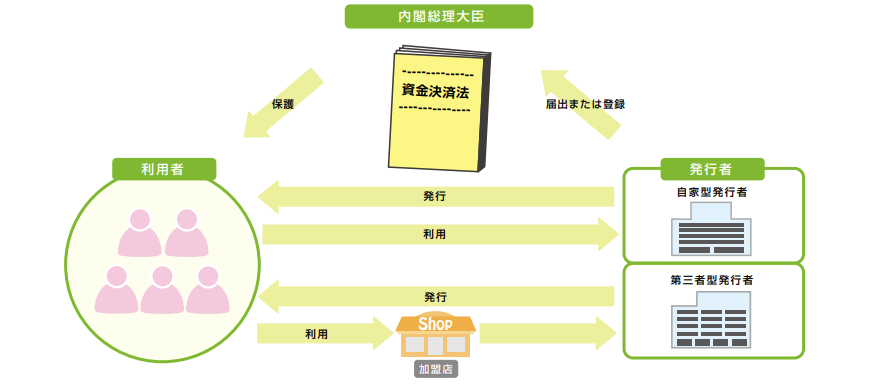 内閣総理大臣
資金決済法
保護
届出または登録
利用者
発行者
発行
自家型発行者
利用
第三者型発行者
発行
利用
Shop
加盟店